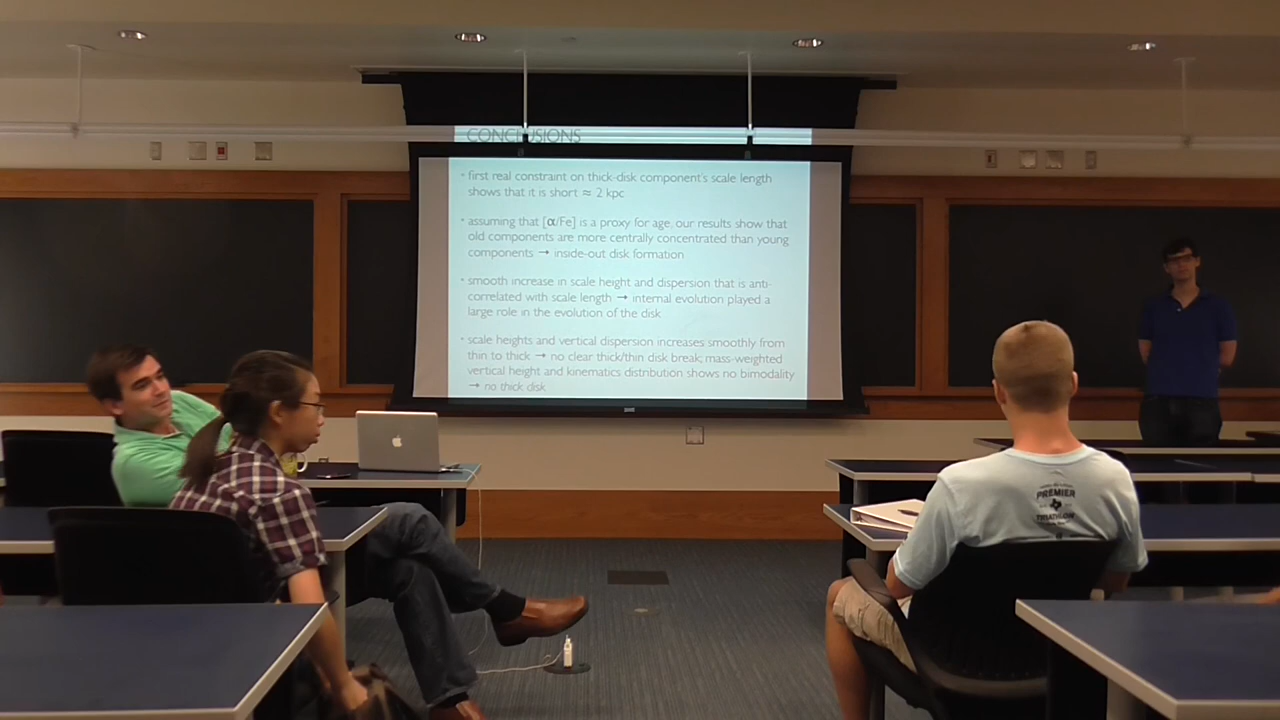 CONCLUSIONS
• first real constraint on thick-disk component's scale length
shows that it is short ≈ 2 kpc
• assuming that [α/Fe] is a proxy for age, our results show that
old components are more centrally concentrated than young
components → inside-out disk formation
• smooth increase in scale height and dispersion that is anti-
correlated with scale length → internal evolution played a
large role in the evolution of the disk
• scale heights and vertical dispersion increases smoothly from
thin to thick → no clear thick/thin disk break; mass-weighted
vertical height and kinematics distribution shows no bimodality
→ no thick disk
PREMIER
TRIATHLON